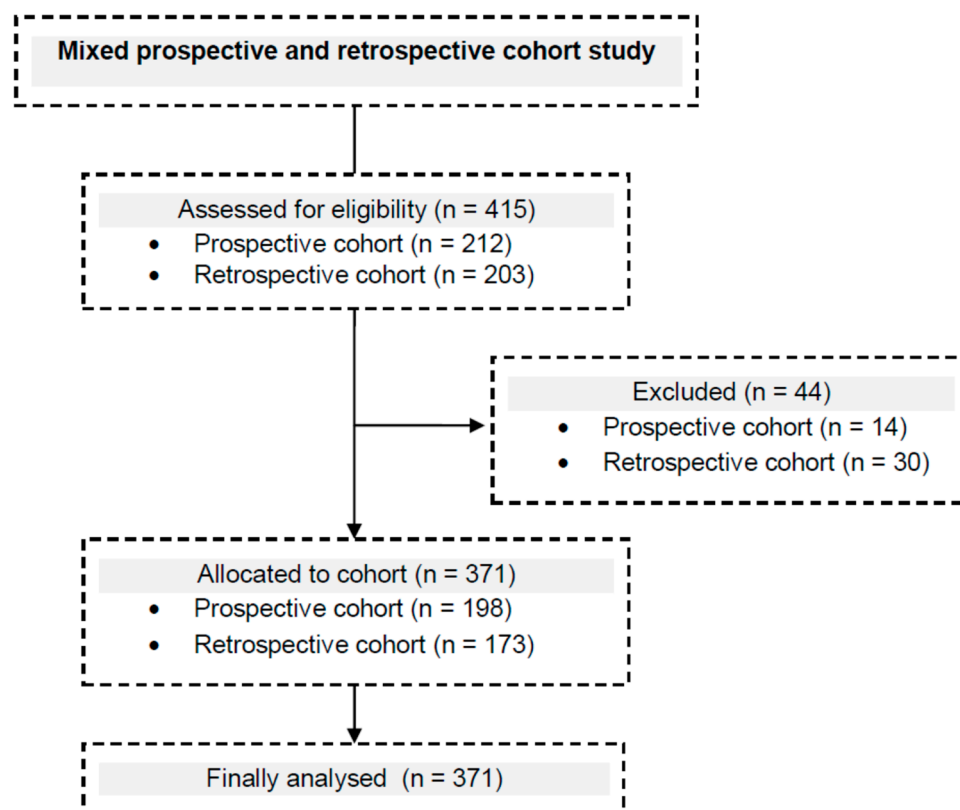 Mixed prospective and retrospective cohort study
Assessed for eligibility (n = 415)
• Prospective cohort (n = 212)
• Retrospective cohort (n = 203)
Excluded (n = 44)
• Prospective cohort (n = 14)
• Retrospective cohort (n = 30)
Allocated to cohort (n = 371)
• Prospective cohort (n = 198)
• Retrospective cohort (n = 173)
Finally analysed (n = 371)